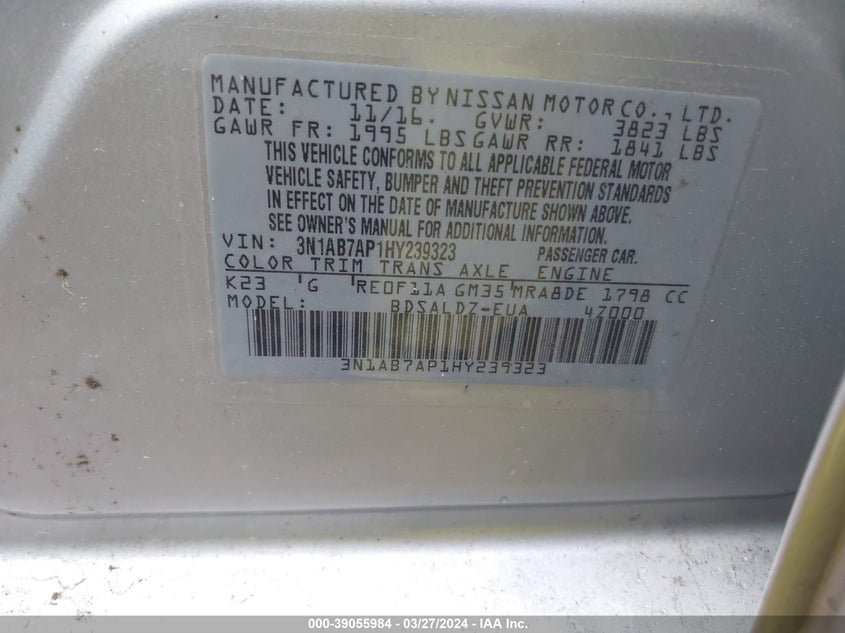 MANUFACTURED BY NISSAN MOTOR CO., LTD.
DATE: 11/16. GVWR: 3823 LBS
GAWR FR: 1995 LBS GAWR RR: 1841 LBS
THIS VEHICLE CONFORMS TO ALL APPLICABLE FEDERAL MOTOR
VEHICLE SAFETY, BUMPER AND THEFT PREVENTION STANDARDS
IN EFFECT ON THE DATE OF MANUFACTURE SHOWN ABOVE.
SEE OWNER'S MANUAL FOR ADDITIONAL INFORMATION.
VIN: 3N1AB7AP1HY239323 PASSENGER CAR.
COLOR TRIM TRANS AXLE ENGINE
K23 G RE0F11A GM35 MRA8DE 1798 CC
MODEL: BDSALDZ-EUA 47000
3N1AB7AP1HY239323
000-39055984 / 03/27/2024 - IAAI.COM